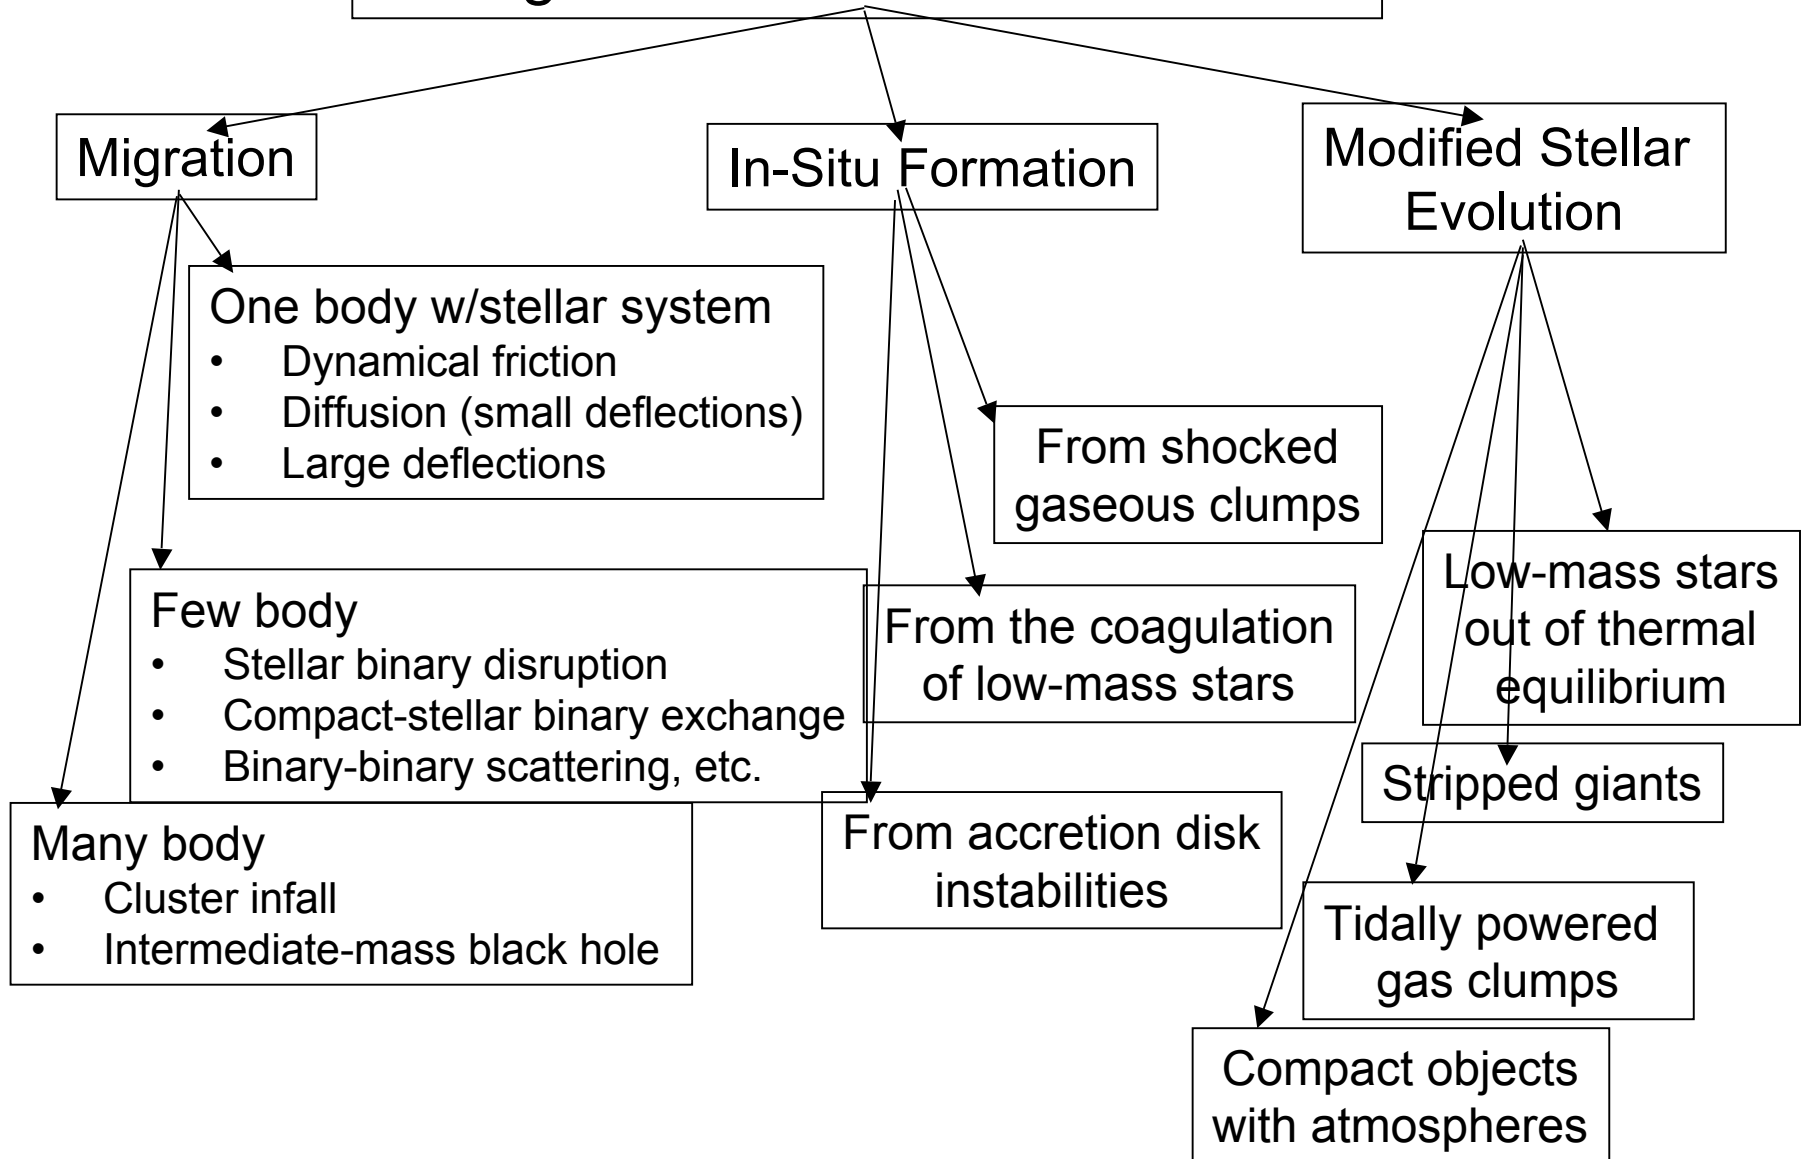 Migration
In-Situ Formation
Modified Stellar
Evolution
One body w/stellar system
• Dynamical friction
• Diffusion (small deflections)
• Large deflections
From shocked
gaseous clumps
Few body
• Stellar binary disruption
• Compact-stellar binary exchange
• Binary-binary scattering, etc.
From the coagulation
of low-mass stars
Low-mass stars
out of thermal
equilibrium
Stripped giants
Many body
• Cluster infall
• Intermediate-mass black hole
From accretion disk
instabilities
Tidally powered
gas clumps
Compact objects
with atmospheres